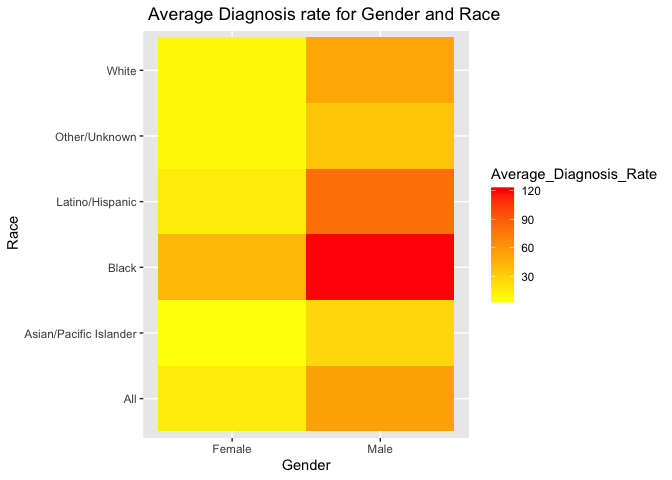 Average Diagnosis rate for Gender and Race
White
Other/Unknown
Latino/Hispanic
Black
Asian/Pacific Islander
All
Race
Female
Male
Gender
Average_Diagnosis_Rate
120
90
60
30